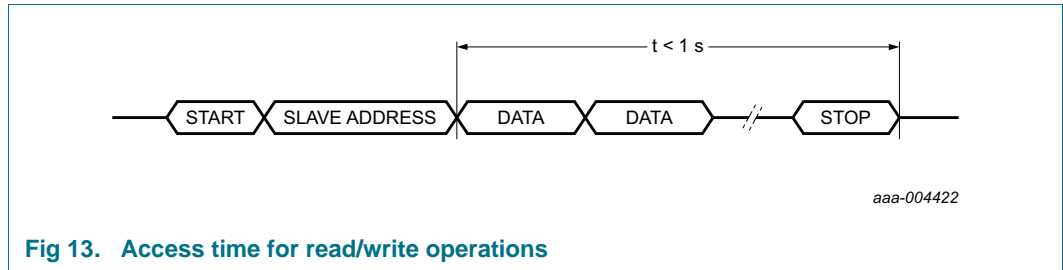 t < 1 s
START SLAVE ADDRESS DATA DATA STOP
aaa-004422
Fig 13. Access time for read/write operations